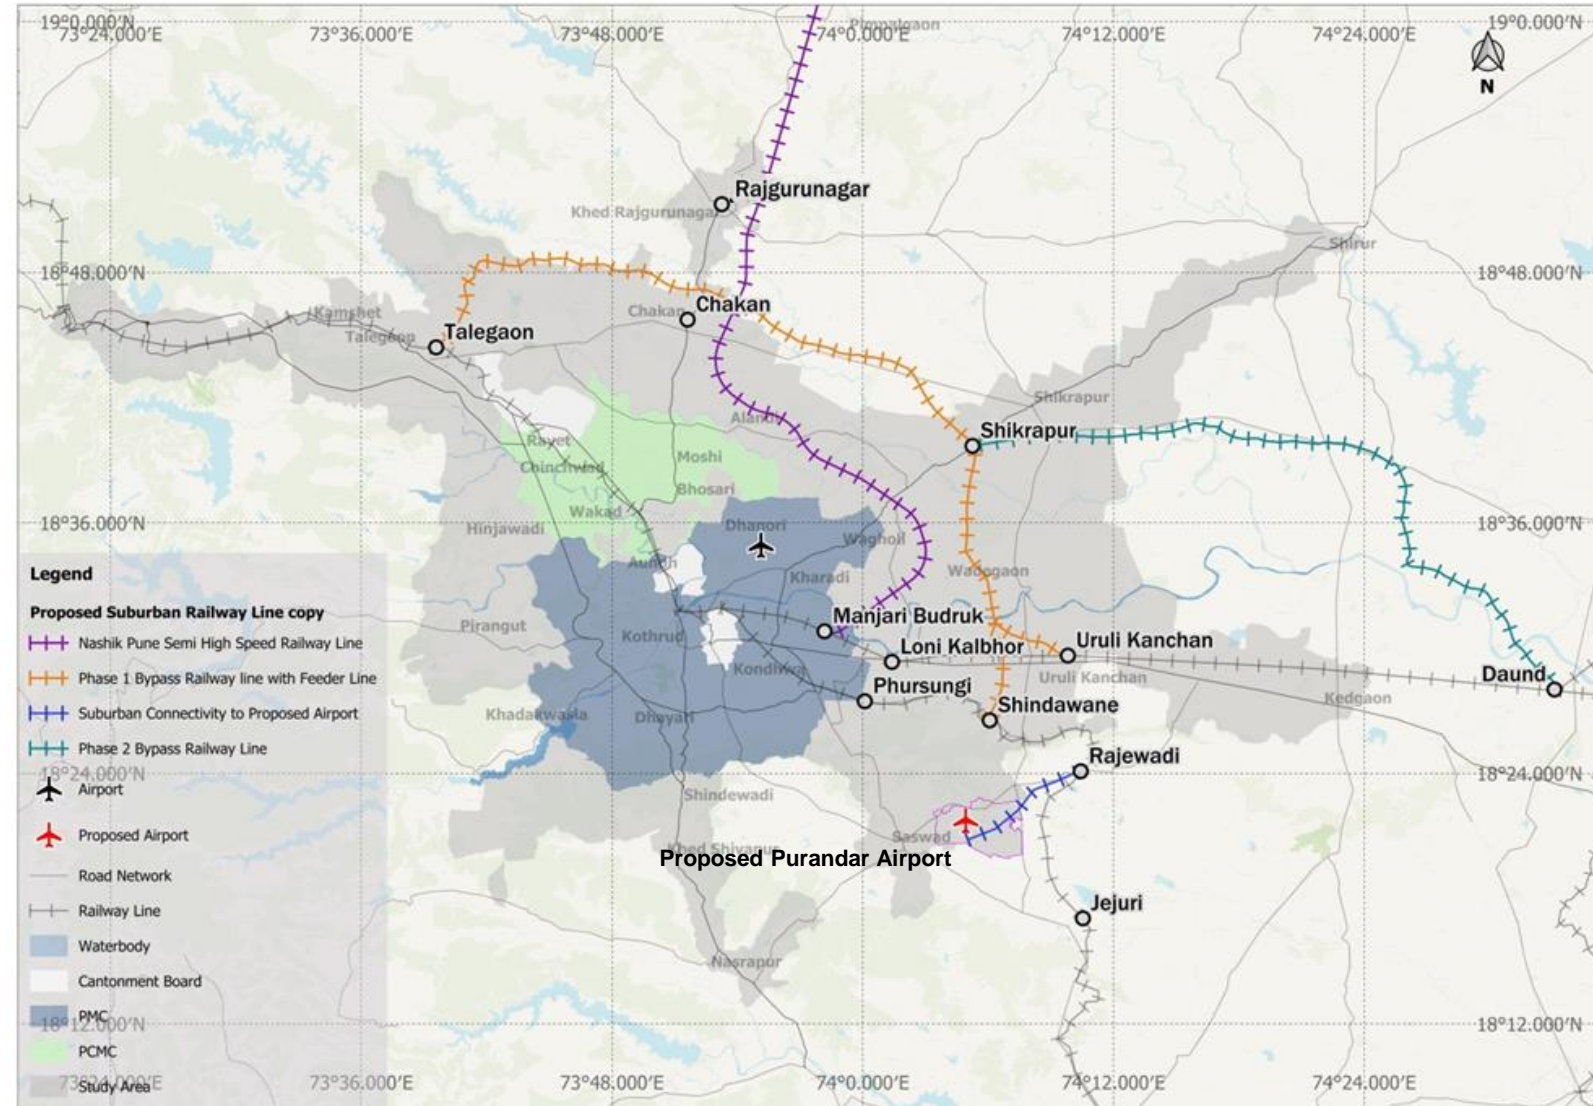 19°0.000'N
73°24.000'E
73°36.000'E
73°48.000'E
74°0.000'E
74°12.000'E
74°24.000'E
19°0.000'N
Pimpalgaon
N
Rajgurunagar
Khed Rajgurunagar
Shirur
18°48.000'N
18°48.000'N
Chakan
Chakan
Kamshet
Talegaon
Talegaon
Shikrapur
Alandi
Shikrapur
Ravet
Moshi
Chinchwad
Bhosari
Wakad
18°36.000'N
18°36.000'N
Hinjawadi
Dhanori
Wagholi
Aundh
Kharadi
Wadegaon
Manjari Budruk
Pirangut
Kothrud
Loni Kalbhor
Uruli Kanchan
Kondhwa
Uruli Kanchan
Daund
Phursungi
Kedgaon
Khadakwasla
Dhayari
Shindawane
Rajewadi
18°24.000'N
18°24.000'N
Shindewadi
Saswad
Khed Shivapur
Proposed Purandar Airport
Jejuri
Nasrapur
18°12.000'N
18°12.000'N
Legend
Proposed Suburban Railway Line copy
Nashik Pune Semi High Speed Railway Line
Phase 1 Bypass Railway line with Feeder Line
Suburban Connectivity to Proposed Airport
Phase 2 Bypass Railway Line
Airport
Proposed Airport
Road Network
Railway Line
Waterbody
Cantonment Board
PMC
PCMC
Study Area
73°24.000'E
73°36.000'E
73°48.000'E
74°0.000'E
74°12.000'E
74°24.000'E